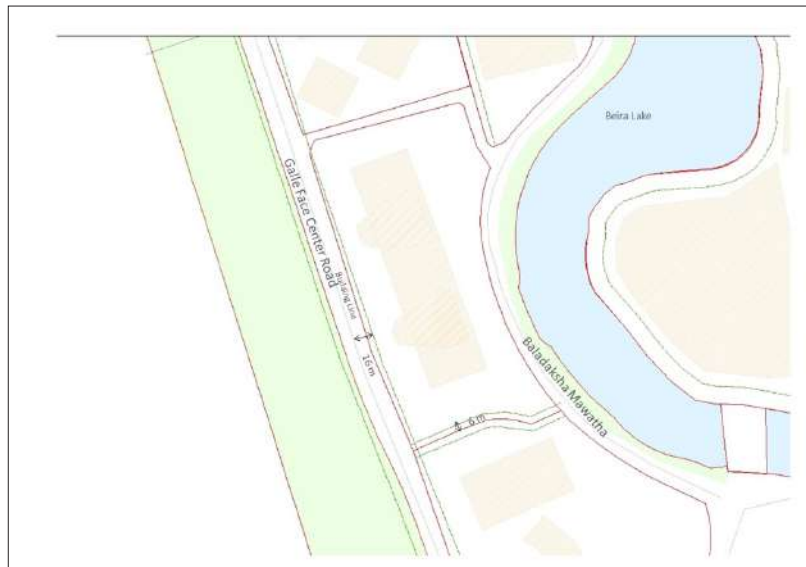 Beira Lake
Galle Face Center Road
Building Line
16 m
6 m
Baladaksha Mawatha